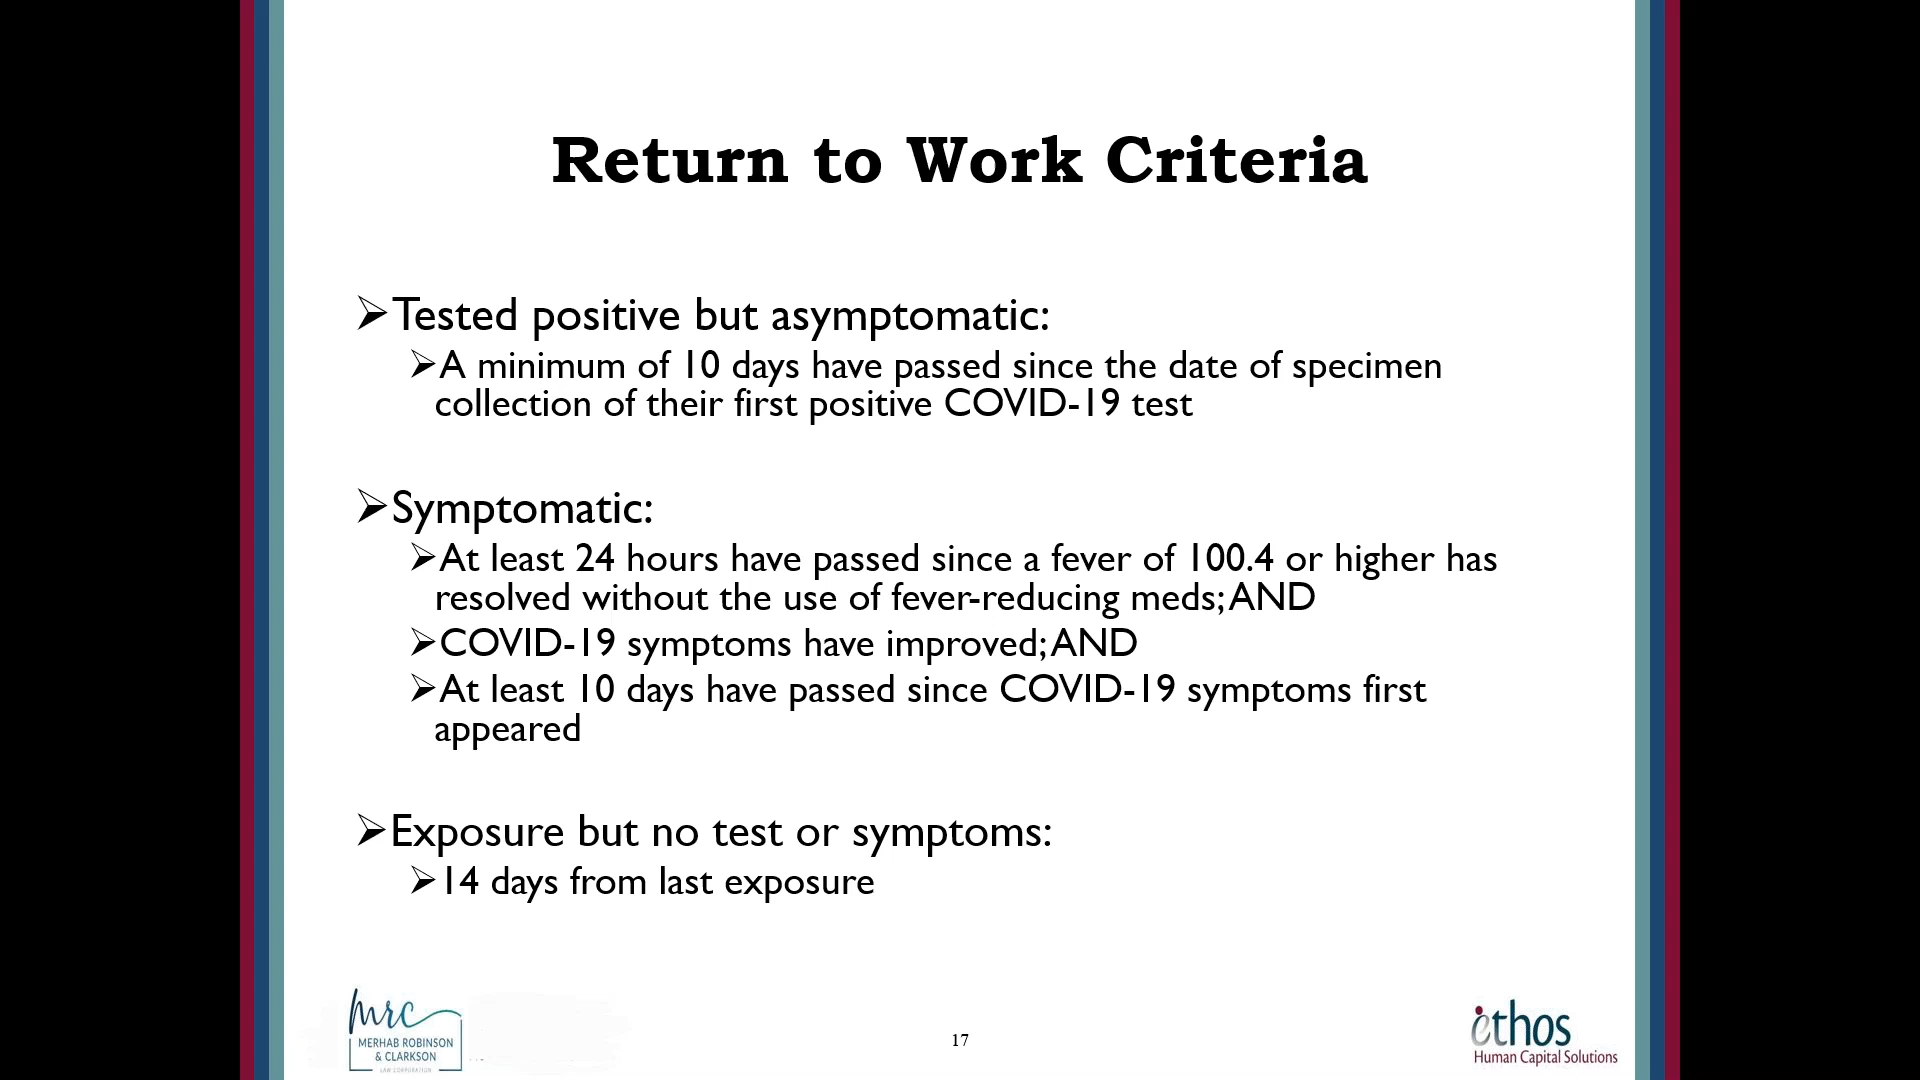 Return to Work Criteria
➢Tested positive but asymptomatic:
➢A minimum of 10 days have passed since the date of specimen
collection of their first positive COVID-19 test
➢Symptomatic:
➢At least 24 hours have passed since a fever of 100.4 or higher has
resolved without the use of fever-reducing meds; AND
➢COVID-19 symptoms have improved; AND
➢At least 10 days have passed since COVID-19 symptoms first
appeared
➢Exposure but no test or symptoms:
➢14 days from last exposure
mrc
MERHAB ROBINSON
& CLARKSON
LAW CORPORATION
17
ethos
Human Capital Solutions